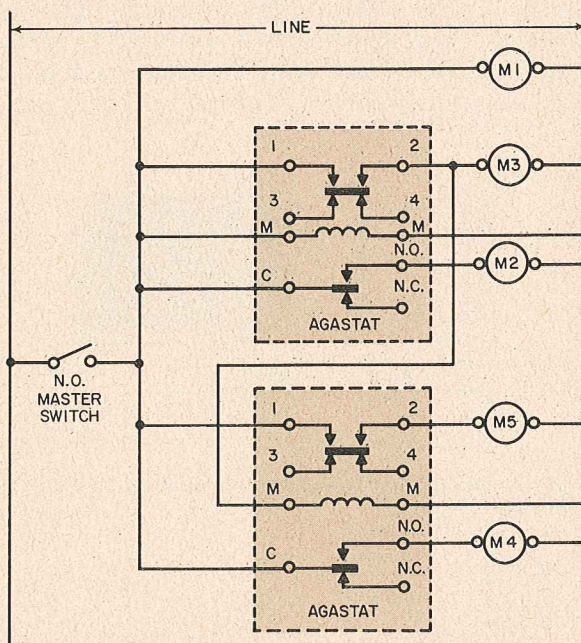 LINE
M1
1
2
M3
3
4
M
M
N.O.
M2
C
N.C.
AGASTAT
N.O.
MASTER
SWITCH
1
2
M5
3
4
M
M
N.O.
M4
C
N.C.
AGASTAT